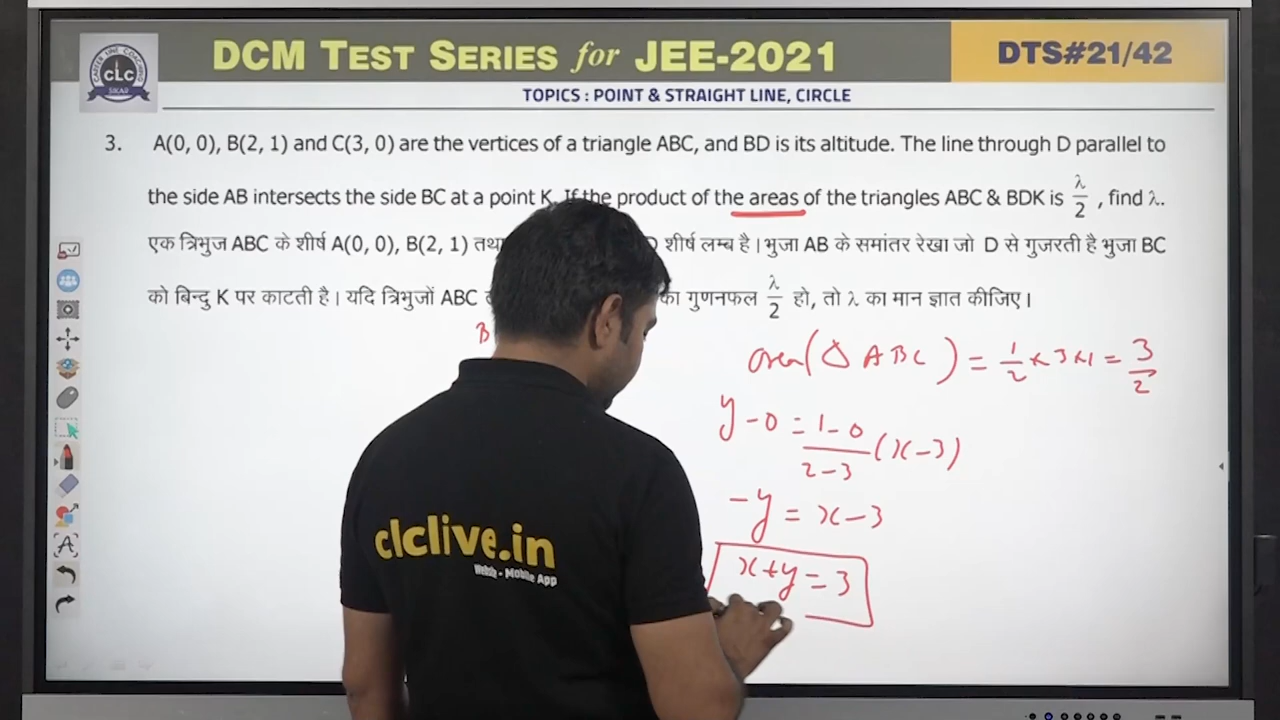 CAREER LINE COACHING
CLC
SIKAR
DCM TEST SERIES for JEE-2021
DTS#21/42
TOPICS : POINT & STRAIGHT LINE, CIRCLE
3. A(0, 0), B(2, 1) and C(3, 0) are the vertices of a triangle ABC, and BD is its altitude. The line through D parallel to
the side AB intersects the side BC at a point K. If the product of the areas of the triangles ABC & BDK is λ/2 , find λ.
एक त्रिभुज ABC के शीर्ष A(0, 0), B(2, 1) शीर्ष लम्ब है। भुजा AB के समांतर रेखा जो D से गुजरती है भुजा BC
को बिन्दु K पर काटती है। यदि त्रिभुजों ABC का गुणनफल λ/2 हो, तो λ का मान ज्ञात कीजिए।
B
area(Δ ABC) = 1/2 × 3×1 = 3/2
y-0 = 1-0/2-3 (x-3)
-y = x-3
x+y=3
clclive.in
Mobile App